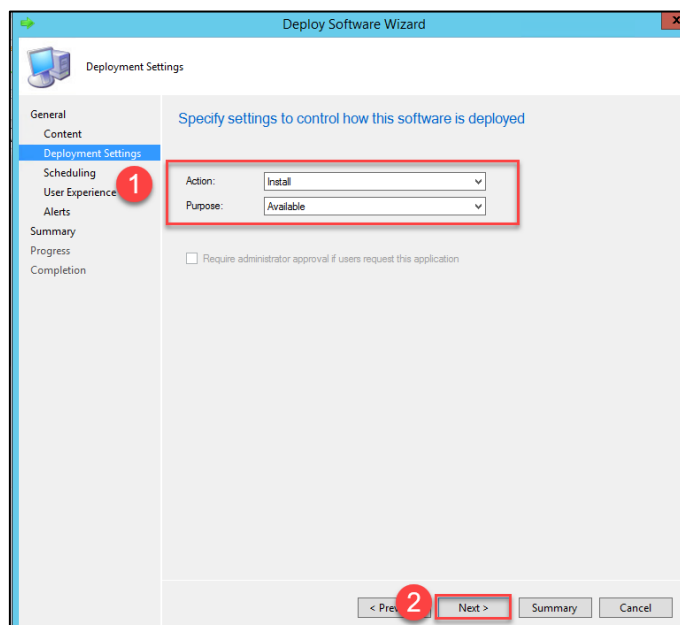 Deploy Software Wizard
x
Deployment Settings
General
Content
Deployment Settings
Scheduling
User Experience
Alerts
Summary
Progress
Completion
1
Specify settings to control how this software is deployed
Action: Install
Purpose: Available
Require administrator approval if users request this application
2
< Pre
Next >
Summary
Cancel